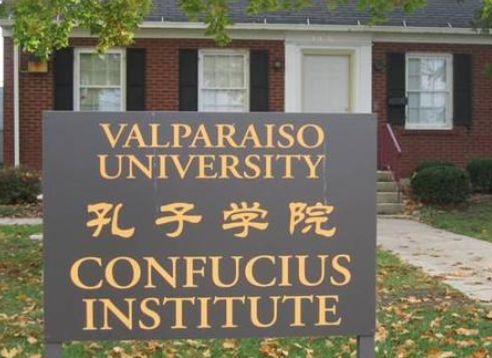 VALPARAISO
UNIVERSITY
孔子学院
CONFUCIUS
INSTITUTE